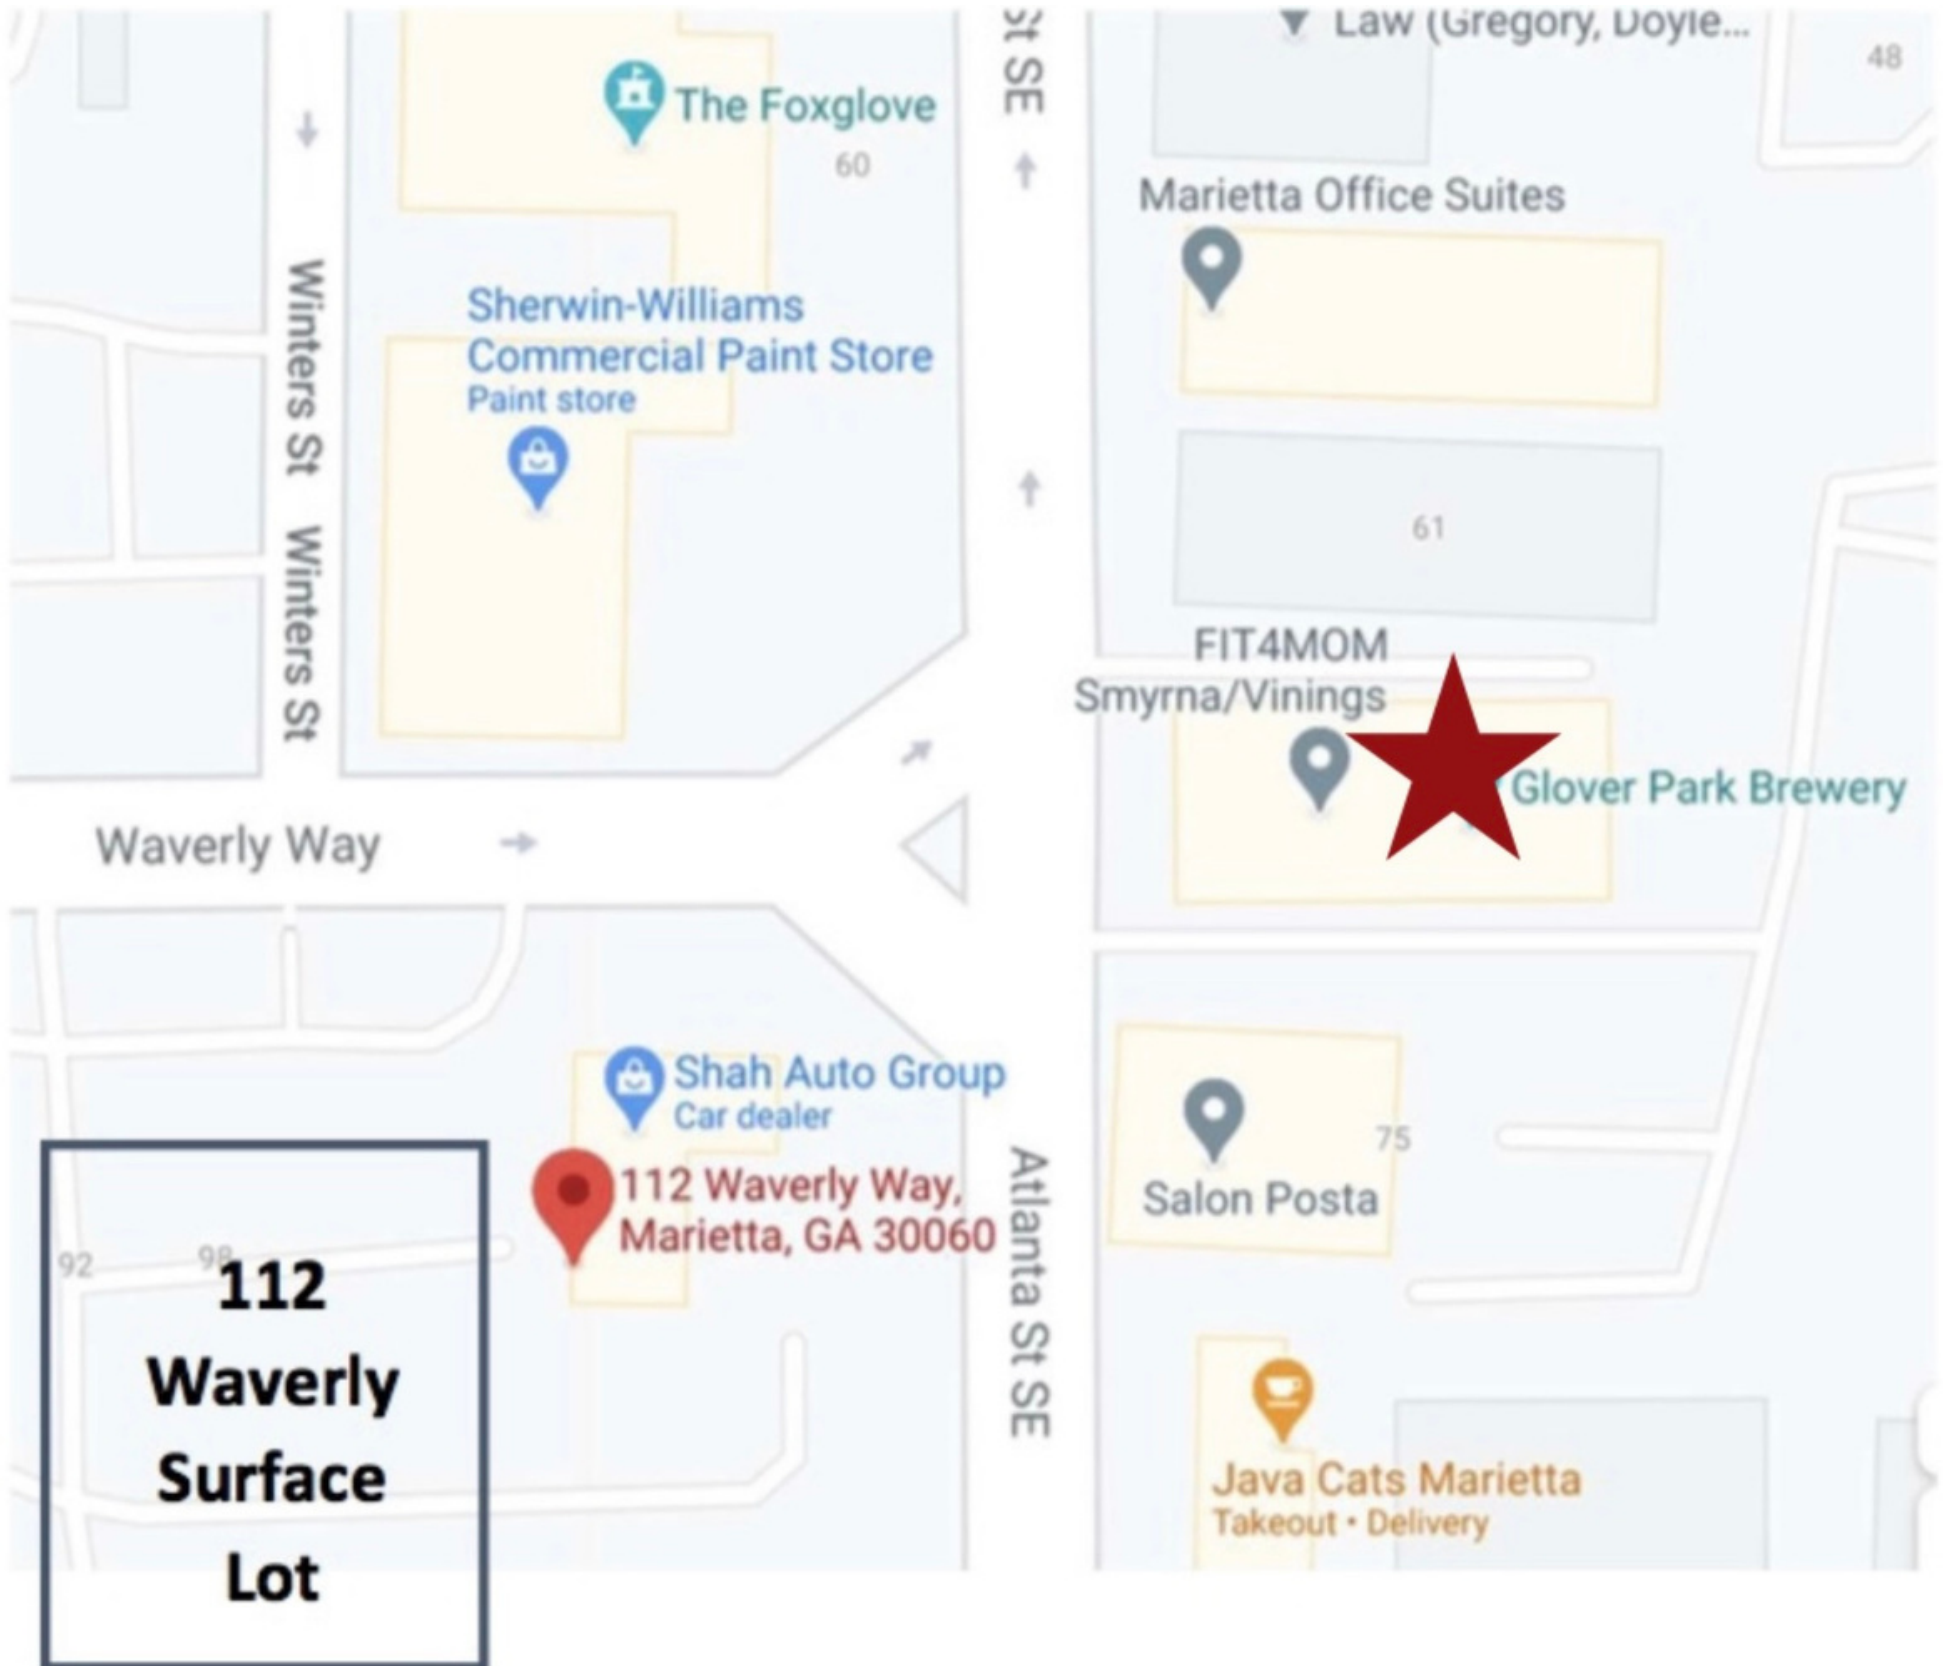 St SE
Law (Gregory, Doyle...
48
The Foxglove
60
Marietta Office Suites
Winters St
Sherwin-Williams
Commercial Paint Store
Paint store
61
Winters St
FIT4MOM
Smyrna/Vinings
Glover Park Brewery
Waverly Way
Shah Auto Group
Car dealer
112 Waverly Way,
Marietta, GA 30060
Atlanta St SE
75
Salon Posta
92
98
112
Waverly
Surface
Lot
Java Cats Marietta
Takeout • Delivery